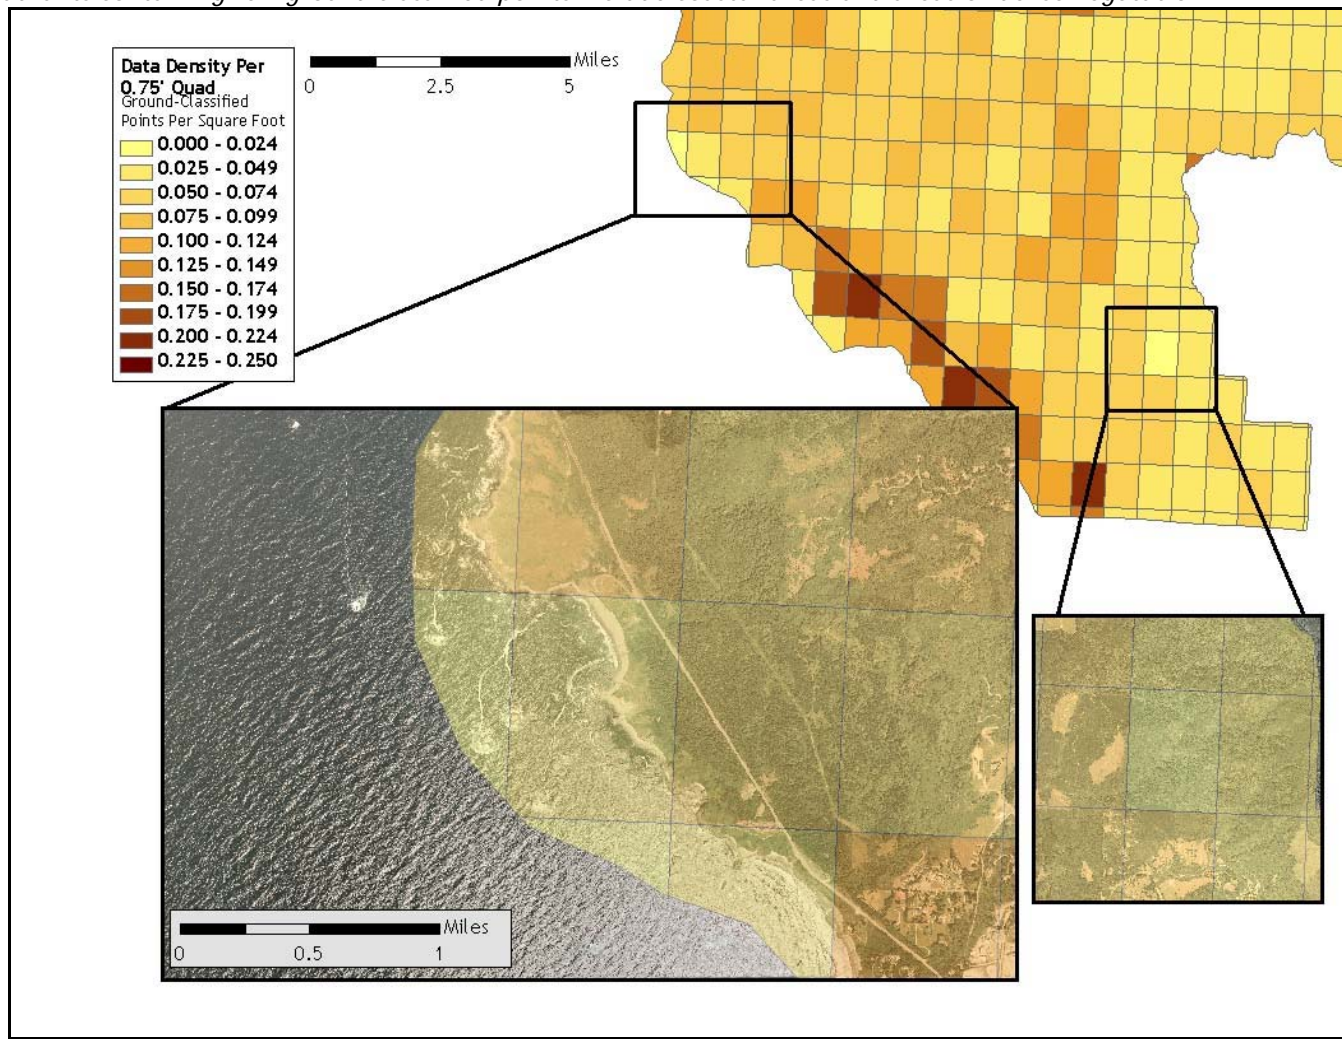 Data Density Per
0.75' Quad
Ground-Classified
Points Per Square Foot
0.000 - 0.024
0.025 - 0.049
0.050 - 0.074
0.075 - 0.099
0.100 - 0.124
0.125 - 0.149
0.150 - 0.174
0.175 - 0.199
0.200 - 0.224
0.225 - 0.250
Miles
0 2.5 5
Miles
0 0.5 1